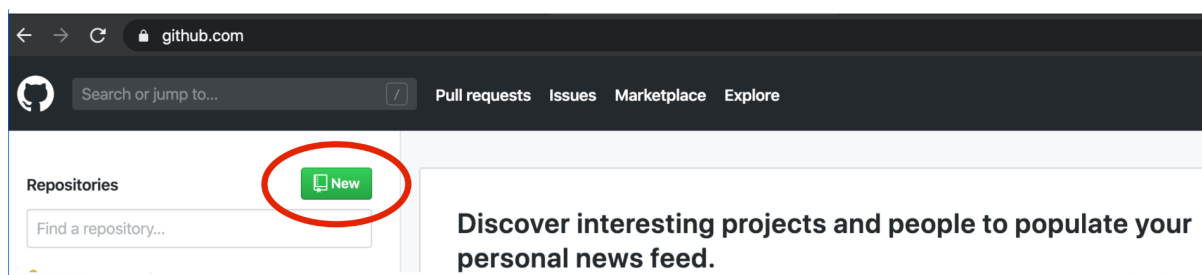 github.com
Search or jump to... /
Pull requests Issues Marketplace Explore
Repositories
New
Find a repository...
Discover interesting projects and people to populate your
personal news feed.